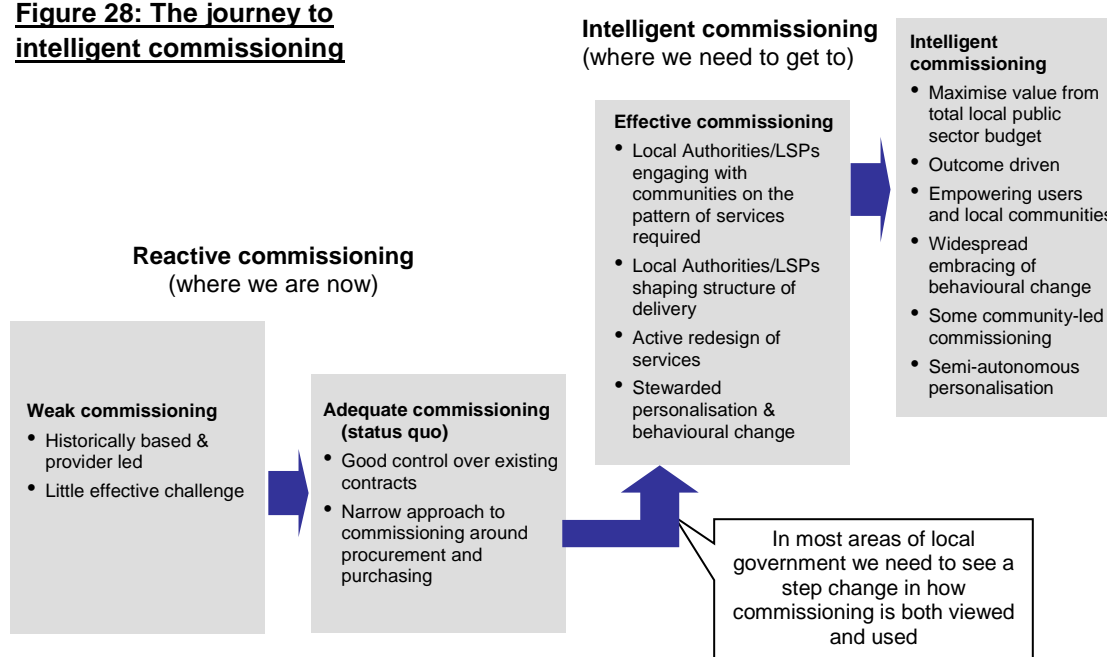 Figure 28: The journey to
intelligent commissioning
Reactive commissioning
(where we are now)
Weak commissioning
• Historically based &
provider led
• Little effective challenge
Adequate commissioning
(status quo)
• Good control over existing
contracts
• Narrow approach to
commissioning around
procurement and
purchasing
Intelligent commissioning
(where we need to get to)
Effective commissioning
• Local Authorities/LSPs
engaging with
communities on the
pattern of services
required
• Local Authorities/LSPs
shaping structure of
delivery
• Active redesign of
services
• Stewarded
personalisation &
behavioural change
Intelligent
commissioning
• Maximise value from
total local public
sector budget
• Outcome driven
• Empowering users
and local communities
• Widespread
embracing of
behavioural change
• Some community-led
commissioning
• Semi-autonomous
personalisation
In most areas of local
government we need to see a
step change in how
commissioning is both viewed
and used